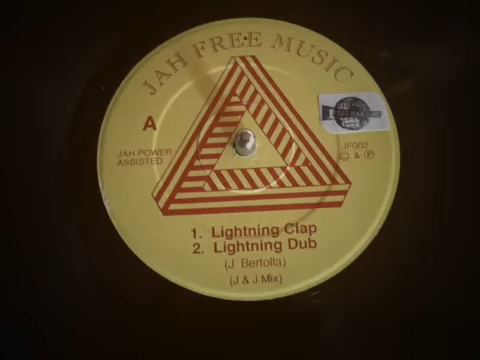 JAH FREE MUSIC
A
JAH POWER
ASSISTED
JF002
© & ℗
1. Lightning Clap
2. Lightning Dub
(J. Bertolla)
(J & J Mix)